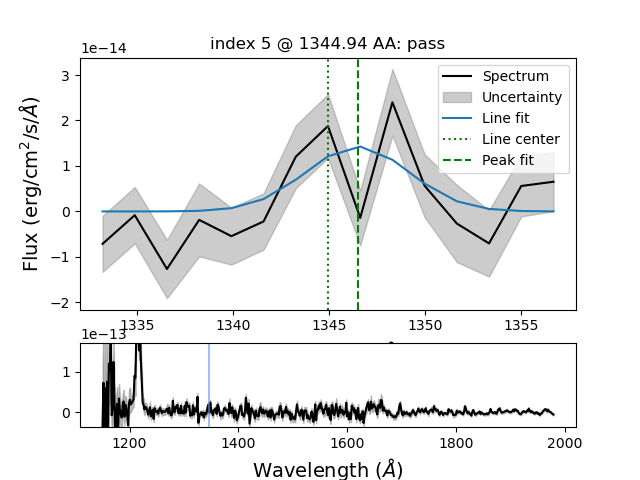 index 5 @ 1344.94 AA: pass
1e−14
Spectrum
Uncertainty
Line fit
Line center
Peak fit
3
2
1
0
−1
−2
Flux (erg/cm²/s/Å)
1335 1340 1345 1350 1355
1e−13
1
0
1200 1400 1600 1800 2000
Wavelength (Å)